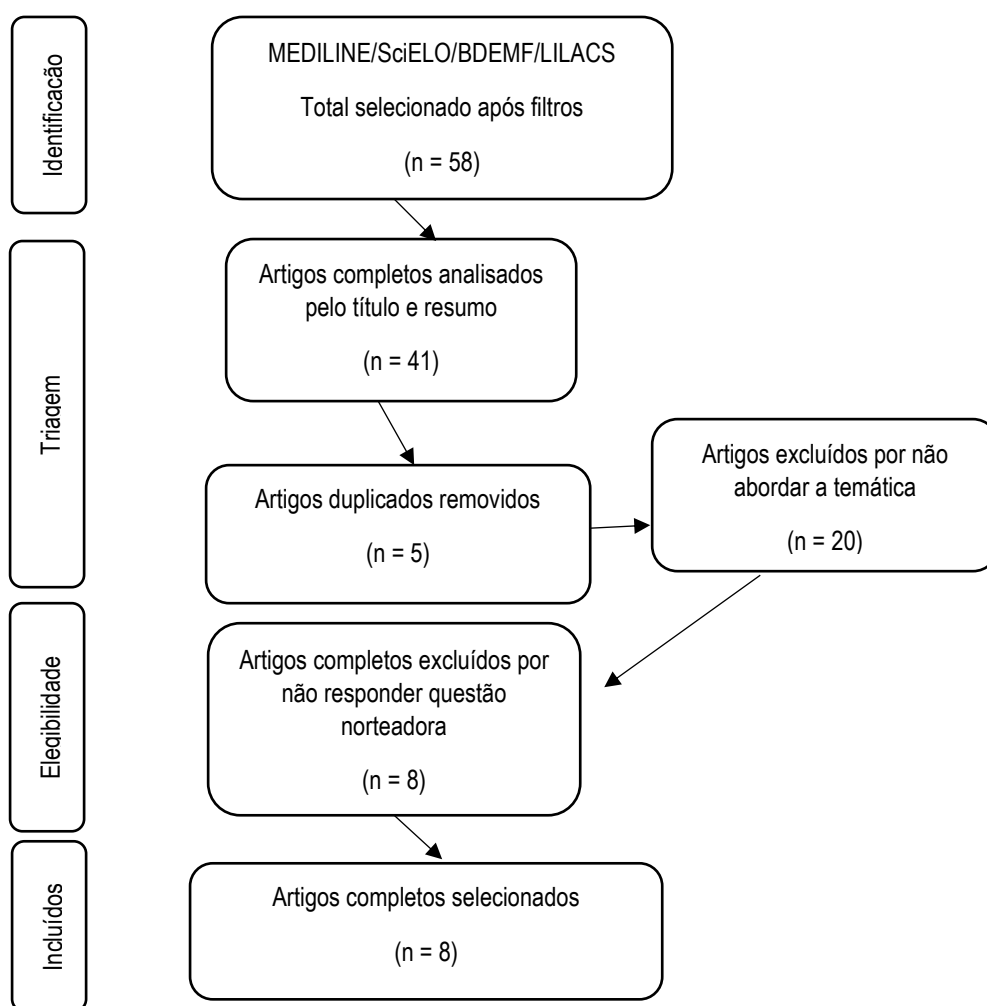 Identificação
MEDILINE/SciELO/BDEMF/LILACS
Total selecionado após filtros
(n = 58)
Triagem
Artigos completos analisados
pelo título e resumo
(n = 41)
Artigos duplicados removidos
(n = 5)
Artigos excluídos por não
abordar a temática
(n = 20)
Elegibilidade
Artigos completos excluídos por
não responder questão
norteadora
(n = 8)
Incluídos
Artigos completos selecionados
(n = 8)